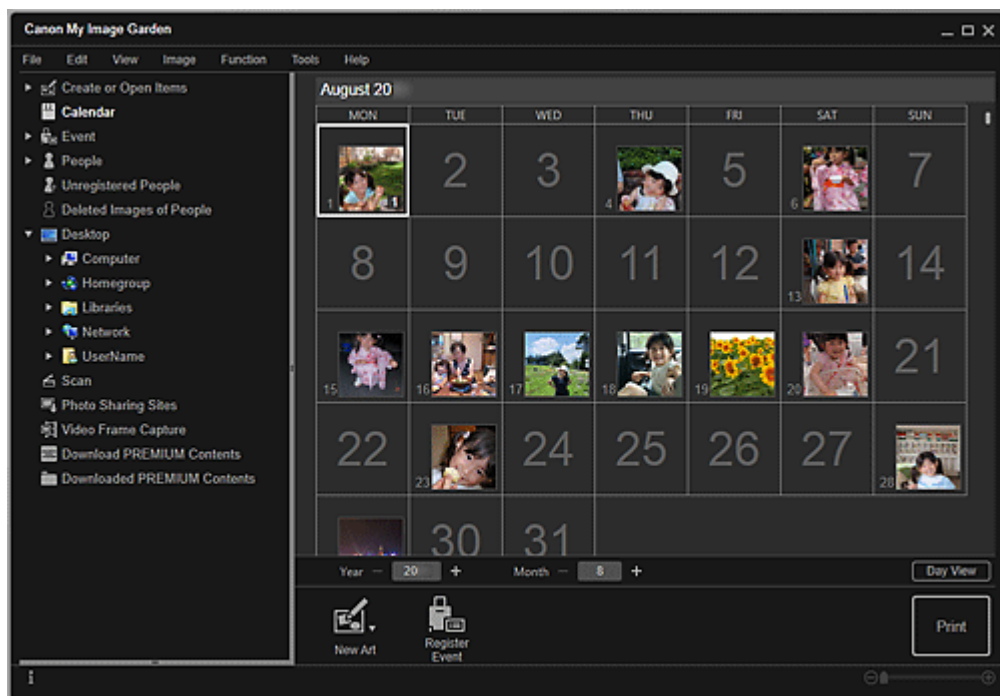 Canon My Image Garden
File Edit View Image Function Tools Help
Create or Open Items
Calendar
Event
People
Unregistered People
Deleted Images of People
Desktop
Computer
Homegroup
Libraries
Network
UserName
Scan
Photo Sharing Sites
Video Frame Capture
Download PREMIUM Contents
Downloaded PREMIUM Contents
August 20
MON TUE WED THU FRI SAT SUN
1 1 2 3 4 5 6 7
8 9 10 11 12 13 14
15 16 17 18 19 20 21
22 23 24 25 26 27 28
30 31
Year − 20 + Month − 8 + Day View
New Art
Register
Event
Print